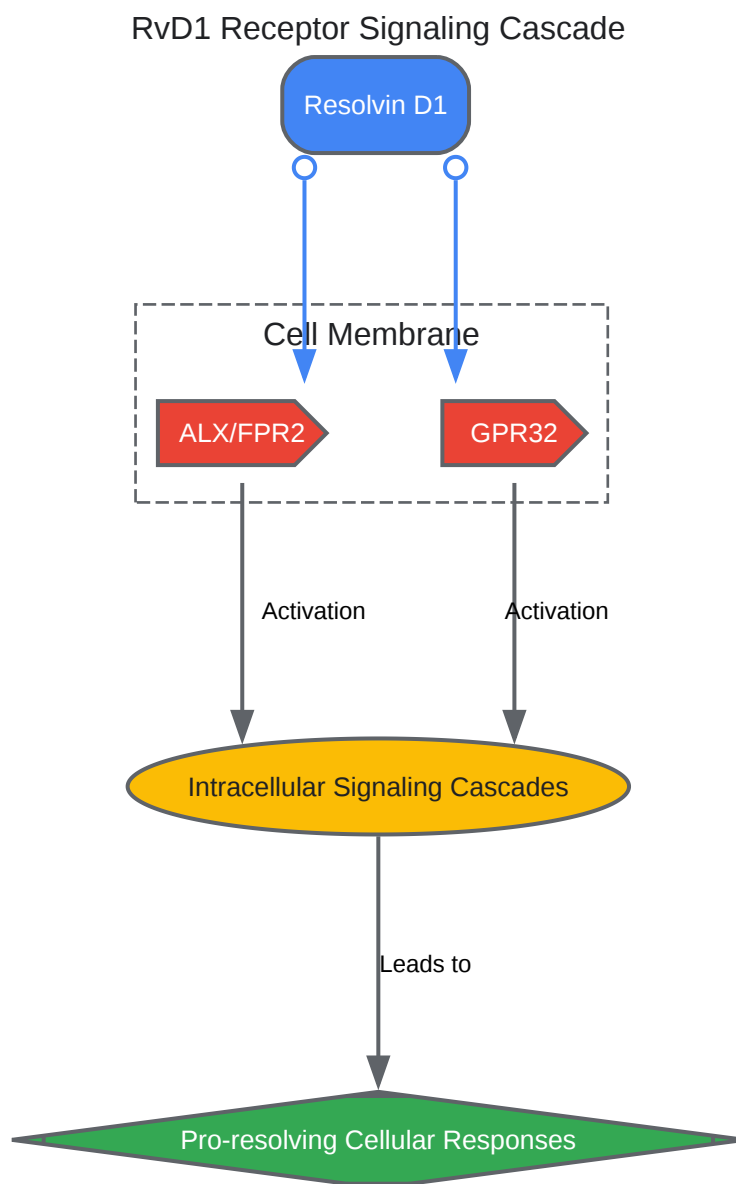 RvD1 Receptor Signaling Cascade
Resolvin D1
Cell Membrane
ALX/FPR2
GPR32
Activation
Activation
Intracellular Signaling Cascades
Leads to
Pro-resolving Cellular Responses